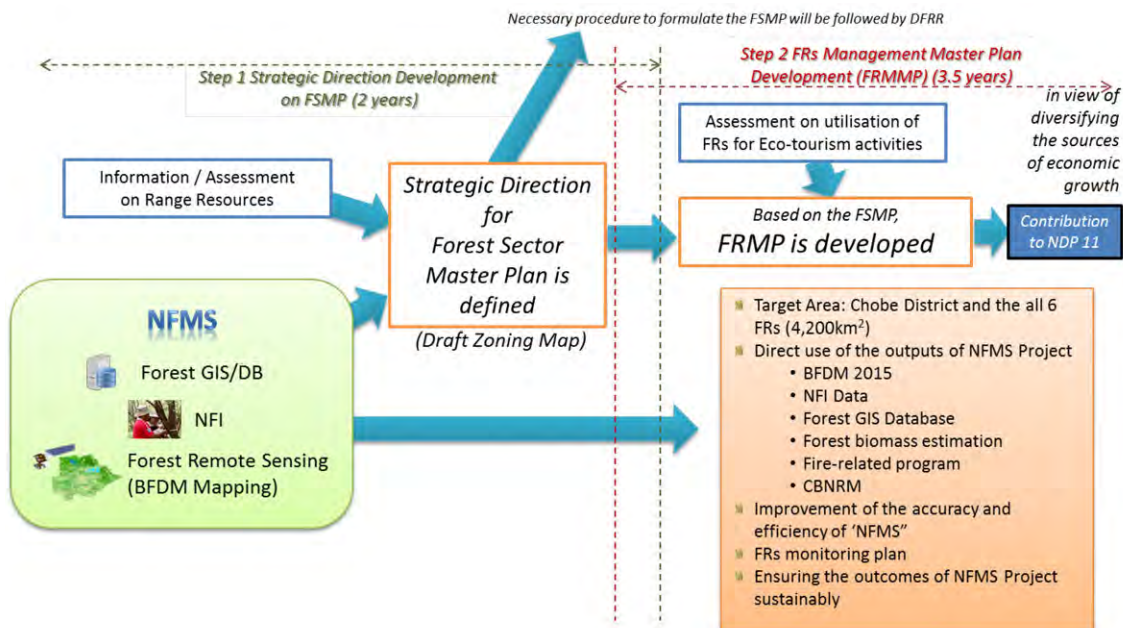 Necessary procedure to formulate the FSMP will be followed by DFRR
Step 1 Strategic Direction Development
on FSMP (2 years)
Step 2 FRs Management Master Plan
Development (FRMMP) (3.5 years)
Information / Assessment
on Range Resources
Strategic Direction
for
Forest Sector
Master Plan is
defined
(Draft Zoning Map)
Assessment on utilisation of
FRs for Eco-tourism activities
Based on the FSMP,
FRMP is developed
in view of
diversifying
the sources
of economic
growth
Contribution
to NDP 11
NFMS
Forest GIS/DB
NFI
Forest Remote Sensing
(BFDM Mapping)
Target Area: Chobe District and the all 6
FRs (4,200km²)
Direct use of the outputs of NFMS Project
• BFDM 2015
• NFI Data
• Forest GIS Database
• Forest biomass estimation
• Fire-related program
• CBNRM
Improvement of the accuracy and
efficiency of ‘NFMS”
FRs monitoring plan
Ensuring the outcomes of NFMS Project
sustainably